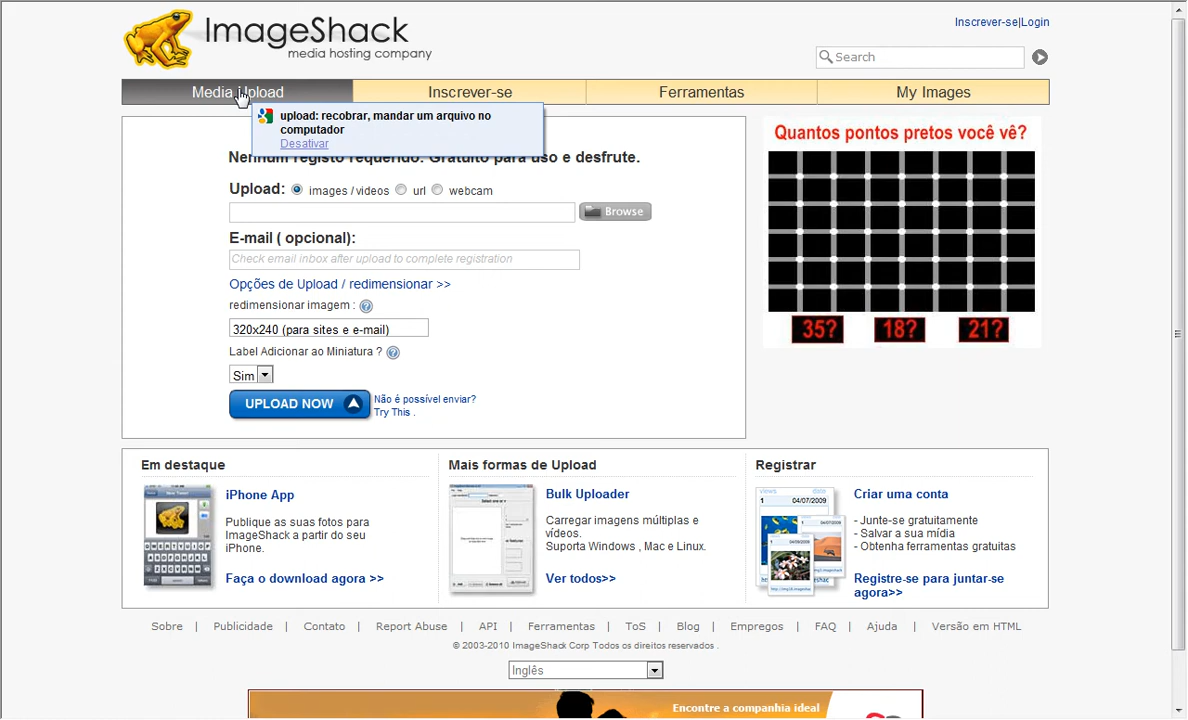 ImageShack
media hosting company
Inscrever-se|Login
Search
Media Upload
Inscrever-se
Ferramentas
My Images
upload: recobrar, mandar um arquivo no
computador
Desativar
Nenhum registo requerido. Gratuito para uso e desfrute.
Upload: images / videos url webcam
Browse
E-mail ( opcional):
Check email inbox after upload to complete registration
Opções de Upload / redimensionar >>
redimensionar imagem :
320x240 (para sites e e-mail)
Label Adicionar ao Miniatura ?
Sim
UPLOAD NOW
Não é possível enviar?
Try This .
Quantos pontos pretos você vê?
35? 18? 21?
Em destaque
iPhone App
Publique as suas fotos para
ImageShack a partir do seu
iPhone.
Faça o download agora >>
Mais formas de Upload
Bulk Uploader
Carregar imagens múltiplas e
vídeos.
Suporta Windows , Mac e Linux.
Ver todos>>
Registrar
04/07/2009
Criar uma conta
- Junte-se gratuitamente
- Salvar a sua mídia
- Obtenha ferramentas gratuitas
Registre-se para juntar-se
agora>>
Sobre | Publicidade | Contato | Report Abuse | API | Ferramentas | ToS | Blog | Empregos | FAQ | Ajuda | Versão em HTML
© 2003-2010 ImageShack Corp Todos os direitos reservados .
Inglês
Encontre a companhia ideal